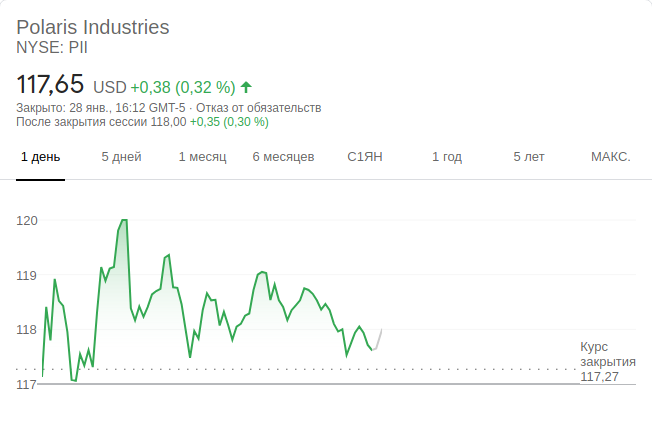 Polaris Industries
NYSE: PII
117,65 USD +0,38 (0,32 %)
Закрыто: 28 янв., 16:12 GMT-5 · Отказ от обязательств
После закрытия сессии 118,00 +0,35 (0,30 %)
1 день 5 дней 1 месяц 6 месяцев С1ЯН 1 год 5 лет МАКС.
120
119
118
117
Курс
закрытия
117,27